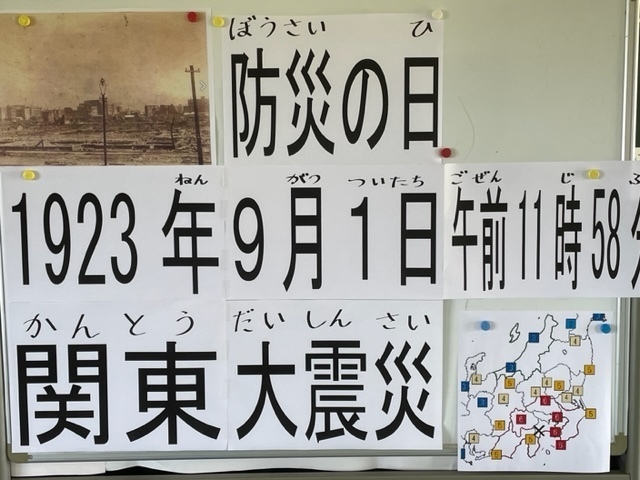 ぼうさい ひ
防災の日
ねん がつ ついたち ごぜん じ
1923年 9月1日 午前11時58分
かんとう だいしんさい
関東大震災